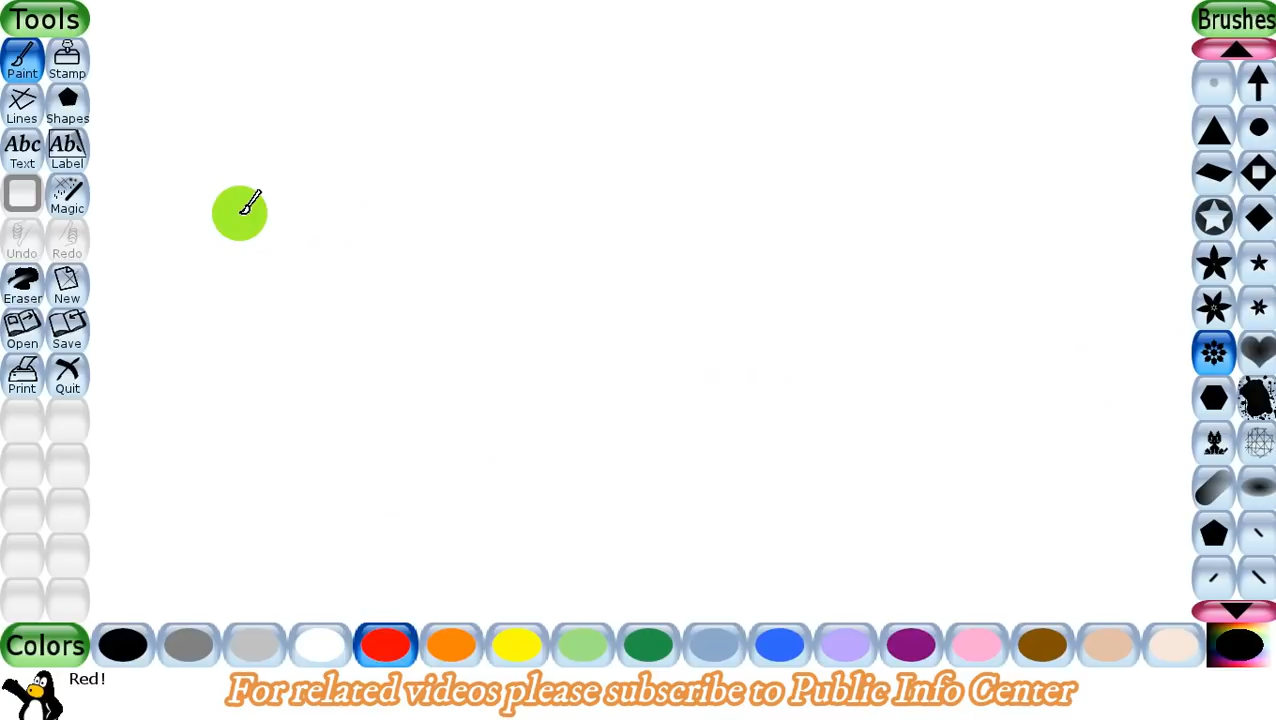 Tools
Brushes
Paint
Stamp
Lines
Shapes
Abc
Text
Abc
Label
Magic
Undo
Redo
Eraser
New
Open
Save
Print
Quit
Colors
Red!
For related videos please subscribe to Public Info Center